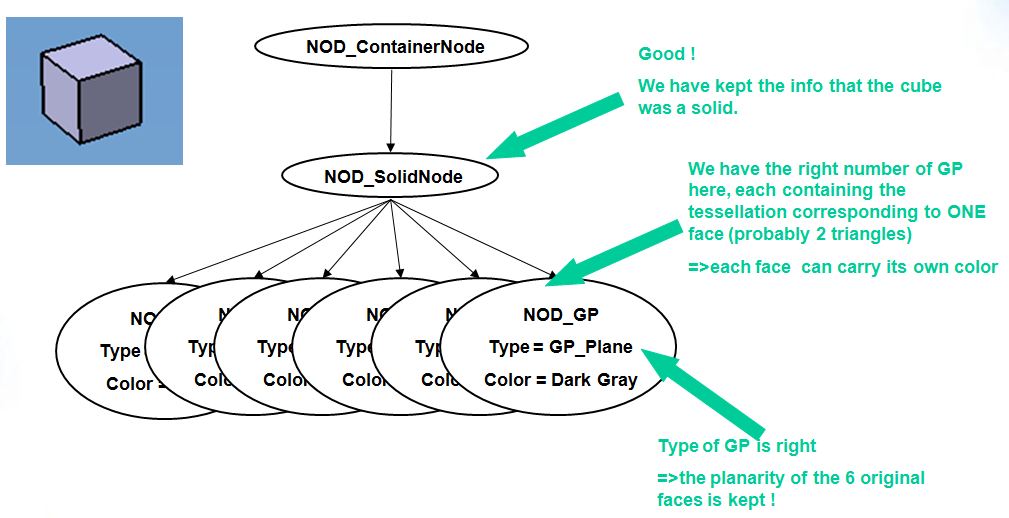 NOD_ContainerNode
Good !
We have kept the info that the cube
was a solid.
NOD_SolidNode
We have the right number of GP
here, each containing the
tessellation corresponding to ONE
face (probably 2 triangles)
=>each face can carry its own color
NO
Type
Color =
N
Typ
Colo
NO
Type
Color
NO
Type
Color
N
Typ
Colo
NOD_GP
Type = GP_Plane
Color = Dark Gray
Type of GP is right
=>the planarity of the 6 original
faces is kept !